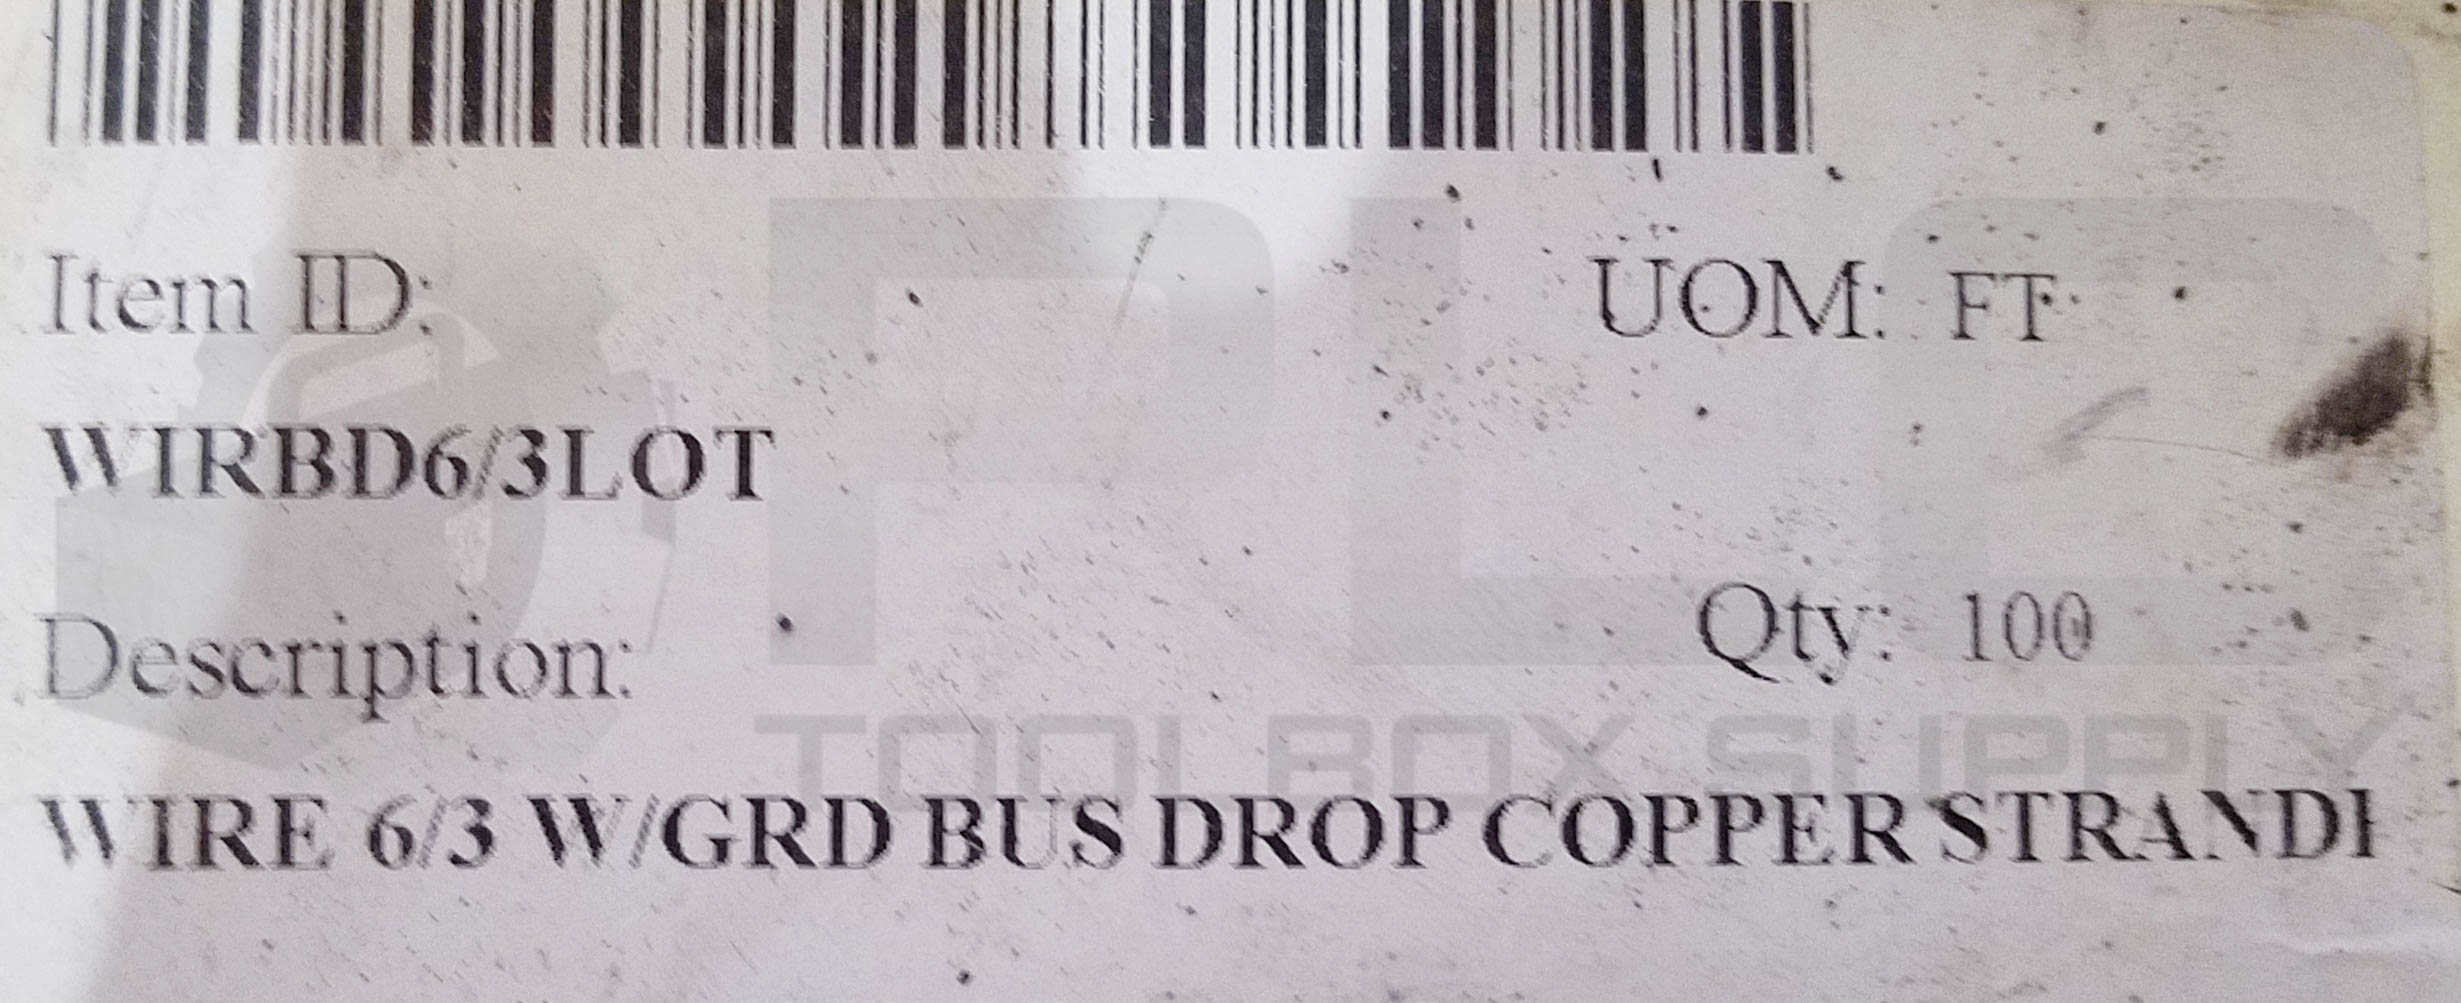 Item ID:
UOM: FT
WIRBD6/3LOT
Description:
Qty: 100
PLC
TOOLBOX SUPPLY
WIRE 6/3 W/GRD BUS DROP COPPER STRANDI